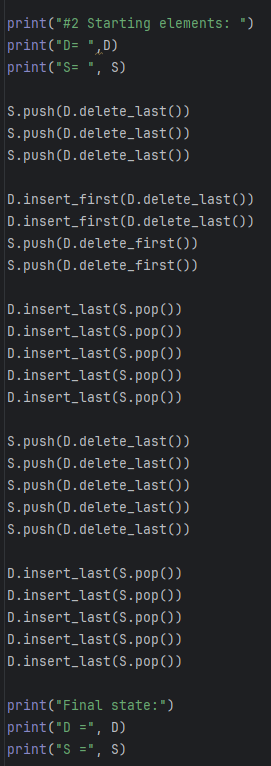 print("#2 Starting elements: ")
print("D= ",D)
print("S= ", S)
S.push(D.delete_last())
S.push(D.delete_last())
S.push(D.delete_last())
D.insert_first(D.delete_last())
D.insert_first(D.delete_last())
S.push(D.delete_first())
S.push(D.delete_first())
D.insert_last(S.pop())
D.insert_last(S.pop())
D.insert_last(S.pop())
D.insert_last(S.pop())
D.insert_last(S.pop())
S.push(D.delete_last())
S.push(D.delete_last())
S.push(D.delete_last())
S.push(D.delete_last())
S.push(D.delete_last())
D.insert_last(S.pop())
D.insert_last(S.pop())
D.insert_last(S.pop())
D.insert_last(S.pop())
D.insert_last(S.pop())
print("Final state:")
print("D =", D)
print("S =", S)